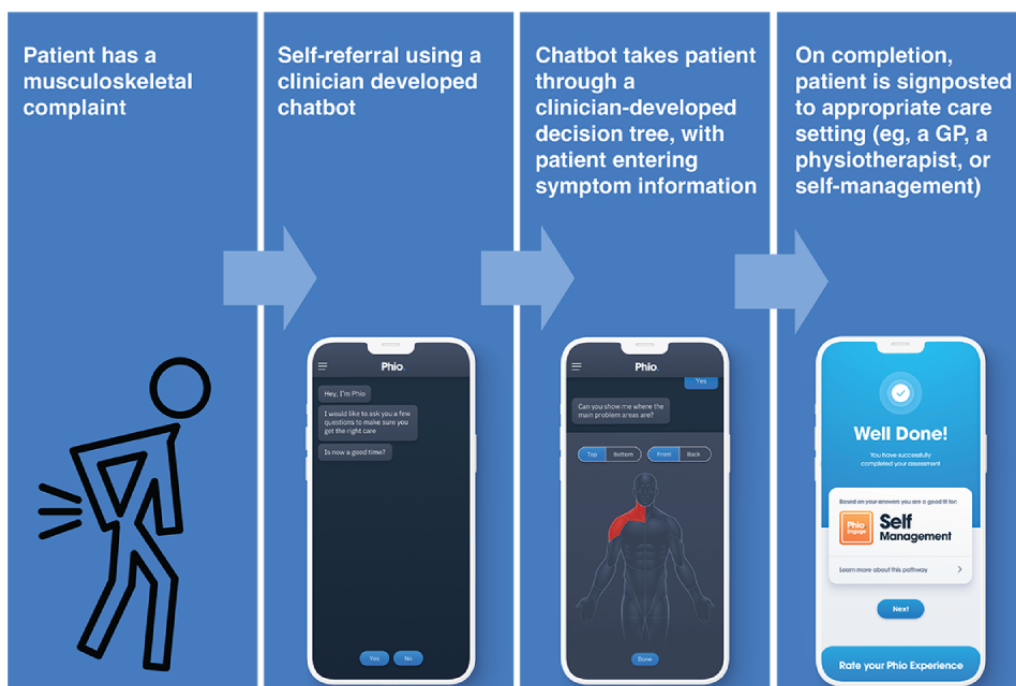 Patient has a
musculoskeletal
complaint
Self-referral using a
clinician developed
chatbot
Chatbot takes patient
through a
clinician-developed
decision tree, with
patient entering
symptom information
On completion,
patient is signposted
to appropriate care
setting (eg, a GP, a
physiotherapist, or
self-management)
Phio.
Hey, I'm Phio
I would like to ask you a few
questions to make sure you
get the right care
Is now a good time?
Yes
No
Phio.
Yes
Can you show me where the
main problem areas are?
Top
Bottom
Front
Back
Done
Well Done!
You have successfully
completed your assessment
Based on your answers you are a good fit for:
Phio
Engage
Self
Management
Learn more about this pathway
Next
Rate your Phio Experience